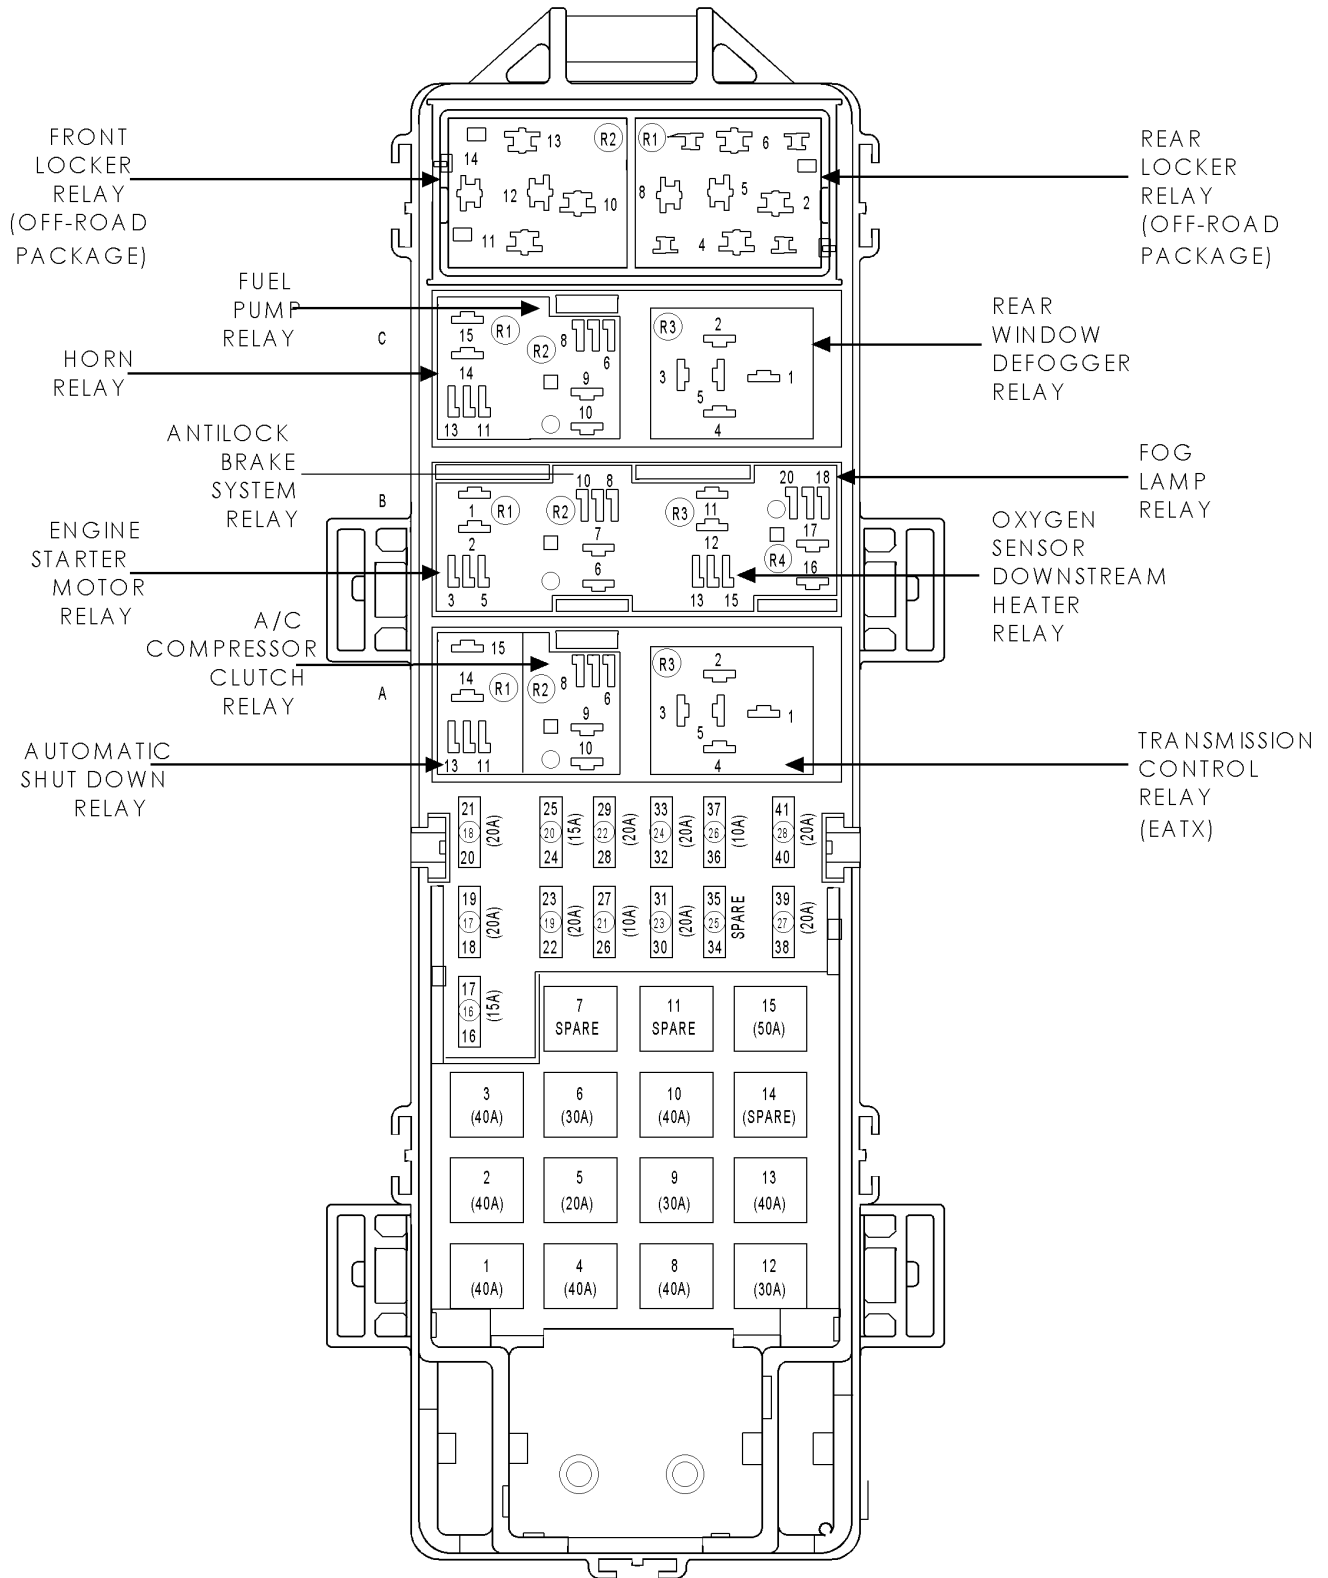 FRONT
LOCKER
RELAY
(OFF-ROAD
PACKAGE)
REAR
LOCKER
RELAY
(OFF-ROAD
PACKAGE)
13
R2
R1
6
14
12
10
8
5
2
11
4
FUEL
PUMP
RELAY
HORN
RELAY
C
REAR
WINDOW
DEFOGGER
RELAY
15
R1
R2
8
6
14
9
13
11
10
R3
2
3
1
5
4
ANTILOCK
BRAKE
SYSTEM
RELAY
B
ENGINE
STARTER
MOTOR
RELAY
FOG
LAMP
RELAY
OXYGEN
SENSOR
DOWNSTREAM
HEATER
RELAY
10
8
20
18
1
R1
R2
R3
11
2
7
12
17
R4
3
5
6
13
15
16
A/C
COMPRESSOR
CLUTCH
RELAY
A
AUTOMATIC
SHUT DOWN
RELAY
TRANSMISSION
CONTROL
RELAY
(EATX)
15
14
R1
R2
8
6
9
13
11
10
R3
2
3
1
5
4
21
18
20
(20A)
25
20
24
(15A)
29
22
28
(20A)
33
24
32
(20A)
37
26
36
(10A)
41
28
40
(20A)
19
17
18
(20A)
23
19
22
(20A)
27
21
26
(10A)
31
23
30
(20A)
35
25
34
SPARE
39
27
38
(20A)
17
16
16
(15A)
7
SPARE
11
SPARE
15
(50A)
3
(40A)
6
(30A)
10
(40A)
14
(SPARE)
2
(40A)
5
(20A)
9
(30A)
13
(40A)
1
(40A)
4
(40A)
8
(40A)
12
(30A)